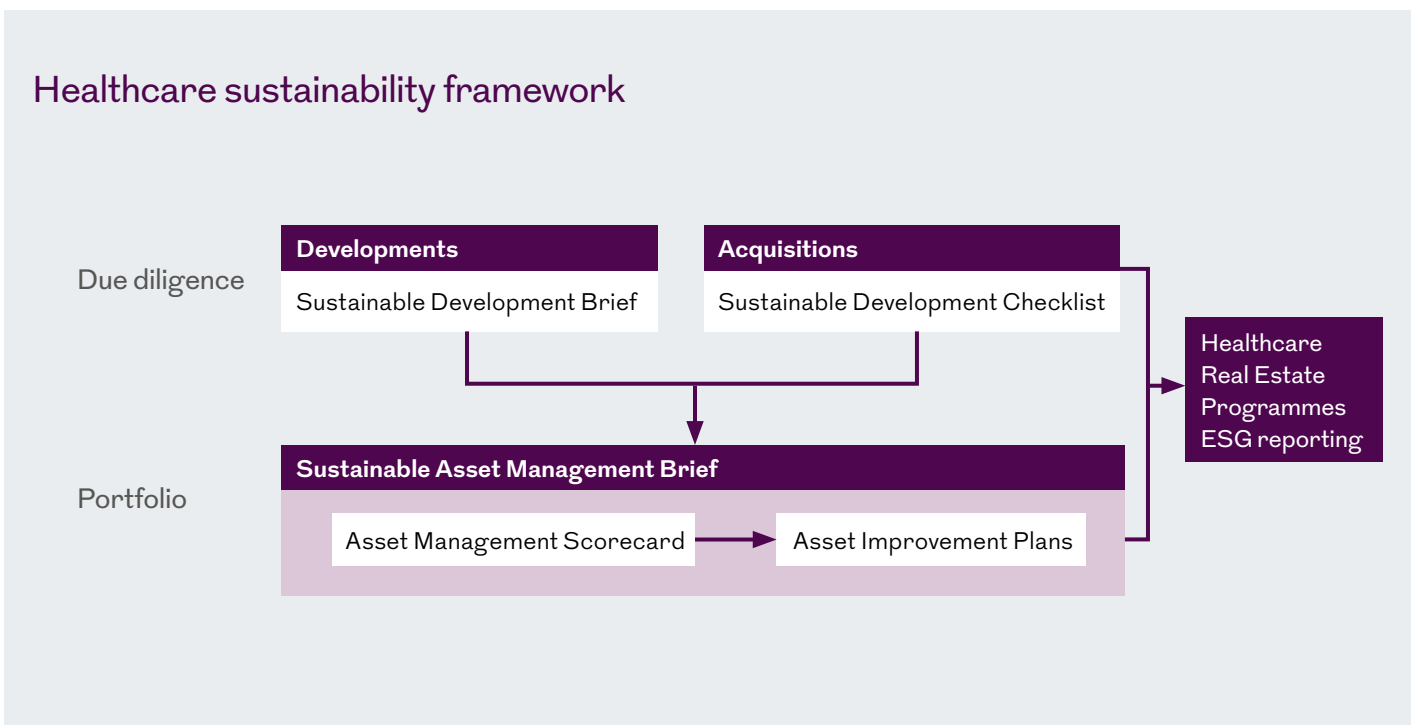 Healthcare sustainability framework
Due diligence
Developments
Sustainable Development Brief
Acquisitions
Sustainable Development Checklist
Healthcare
Real Estate
Programmes
ESG reporting
Portfolio
Sustainable Asset Management Brief
Asset Management Scorecard
Asset Improvement Plans